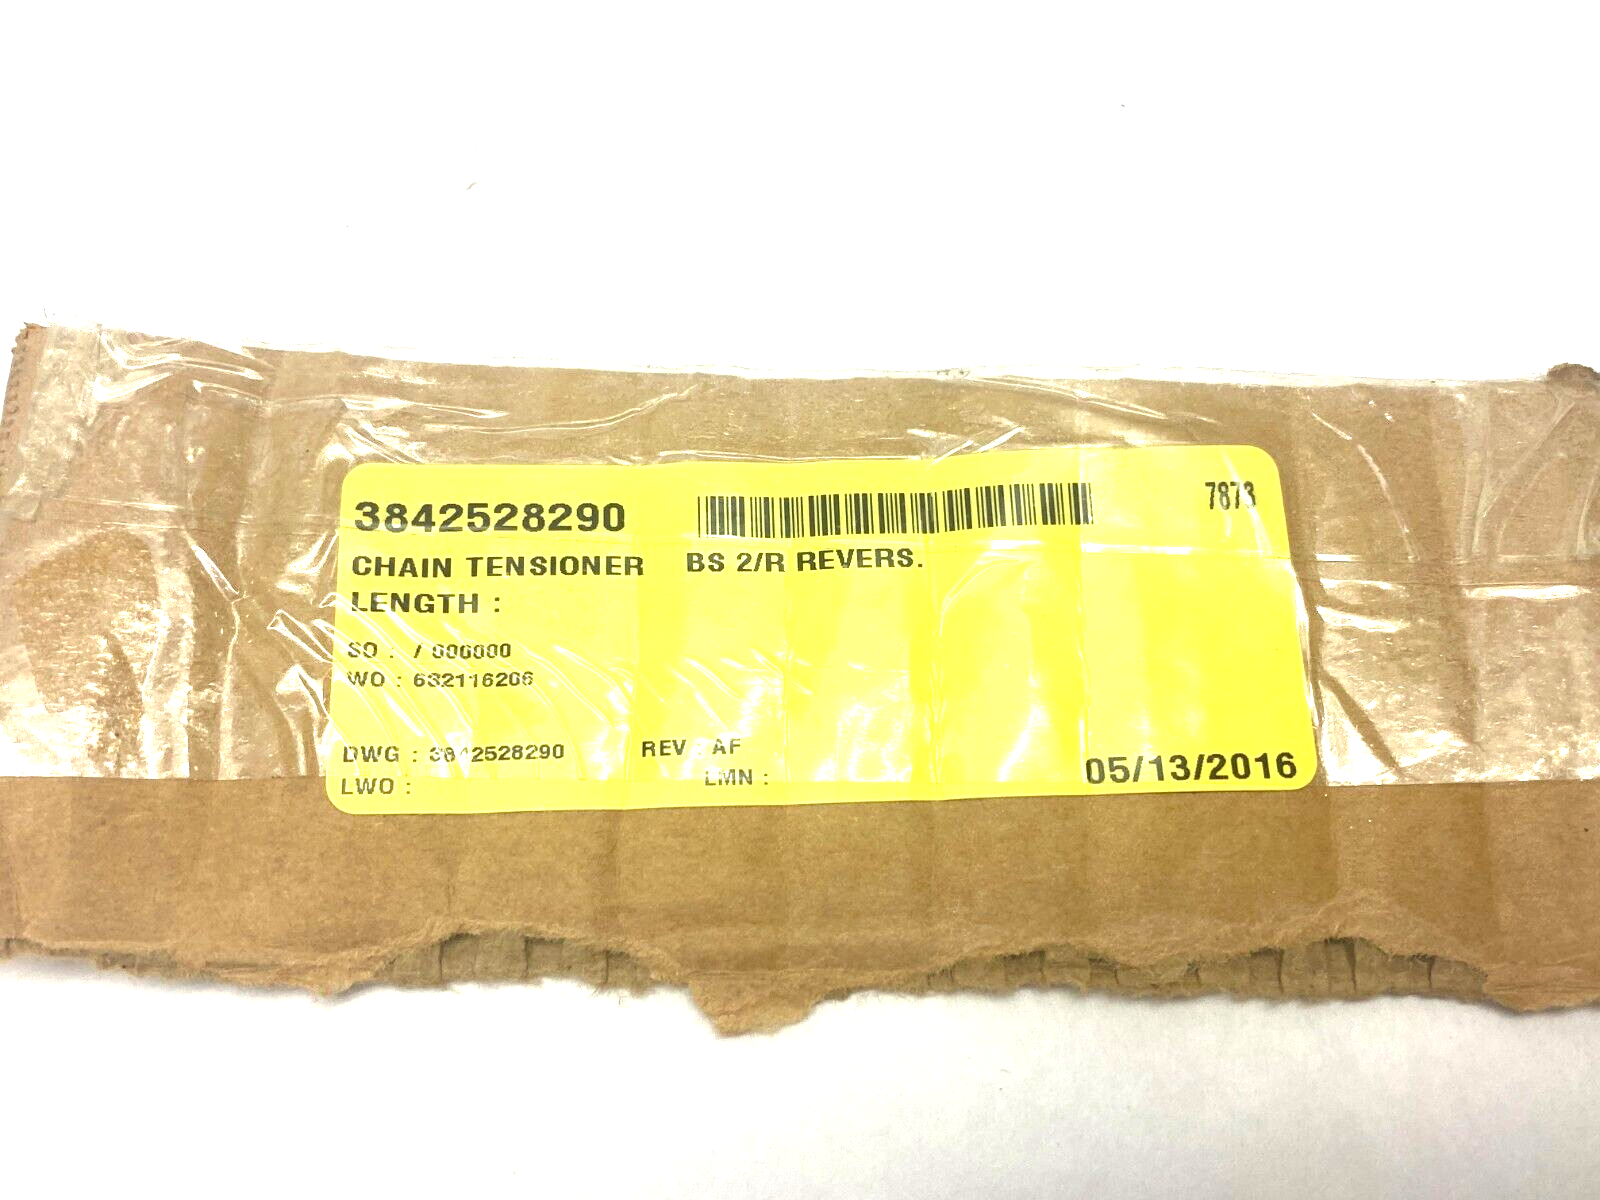 3842528290 7873
CHAIN TENSIONER BS 2/R REVERS.
LENGTH :
SO : / 000000
WO : 632116206
DWG : 3842528290 REV : AF
LWO : LMN :
05/13/2016